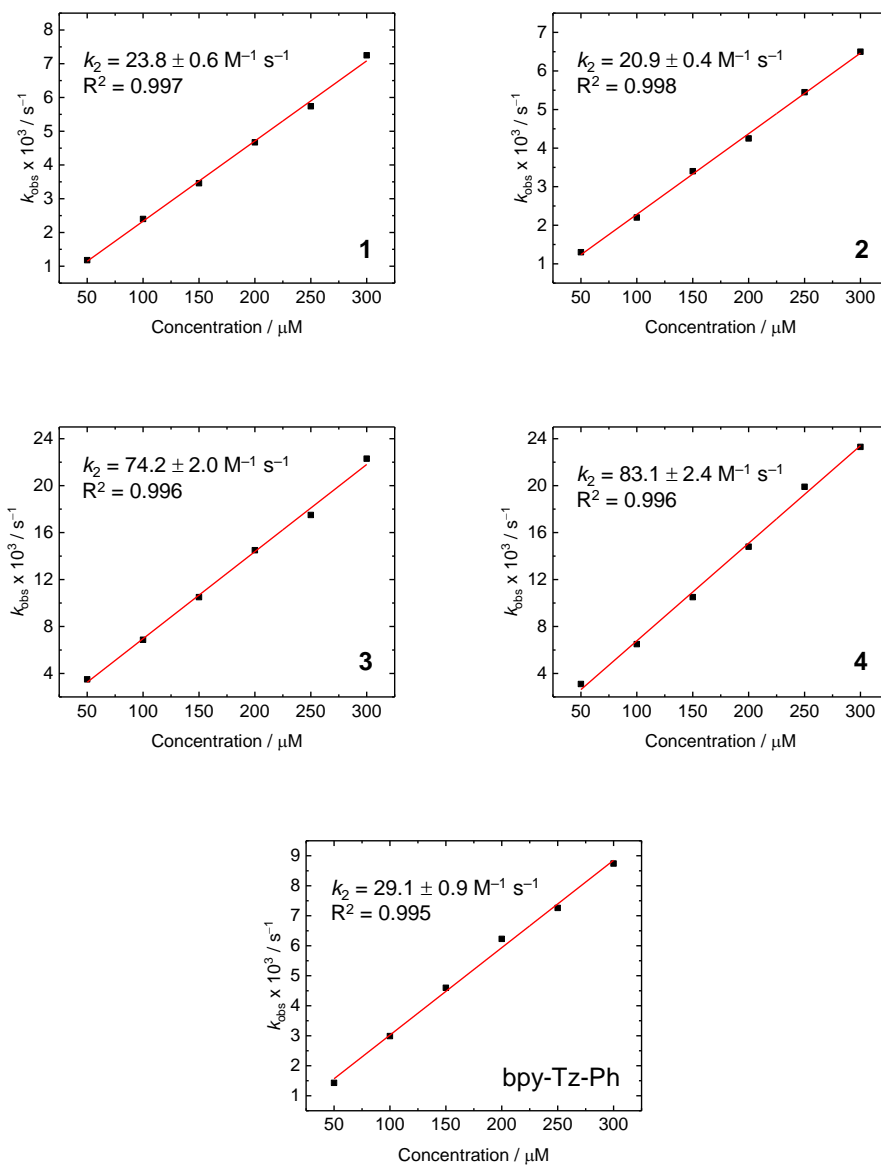 8
7
6
5
4
3
2
1
k₂ = 23.8 ± 0.6 M⁻¹ s⁻¹
R² = 0.997
k_obs x 10³ / s⁻¹
1
50 100 150 200 250 300
Concentration / μM
7
6
5
4
3
2
1
k₂ = 20.9 ± 0.4 M⁻¹ s⁻¹
R² = 0.998
k_obs x 10³ / s⁻¹
2
50 100 150 200 250 300
Concentration / μM
24
20
16
12
8
4
k₂ = 74.2 ± 2.0 M⁻¹ s⁻¹
R² = 0.996
k_obs x 10³ / s⁻¹
3
50 100 150 200 250 300
Concentration / μM
24
20
16
12
8
4
k₂ = 83.1 ± 2.4 M⁻¹ s⁻¹
R² = 0.996
k_obs x 10³ / s⁻¹
4
50 100 150 200 250 300
Concentration / μM
9
8
7
6
5
4
3
2
1
k₂ = 29.1 ± 0.9 M⁻¹ s⁻¹
R² = 0.995
k_obs x 10³ / s⁻¹
bpy-Tz-Ph
50 100 150 200 250 300
Concentration / μM